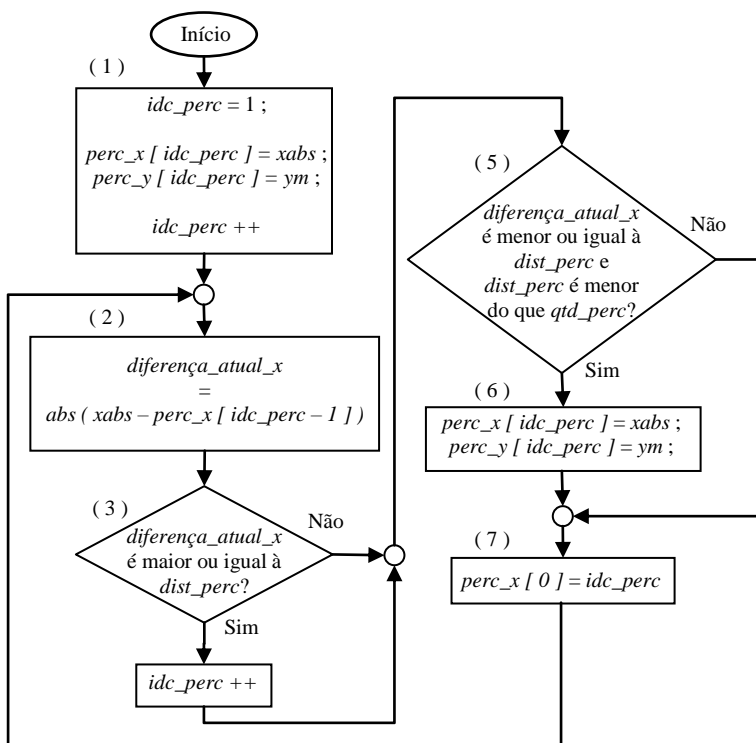 Início
( 1 )
idc_perc = 1 ;
perc_x [ idc_perc ] = xabs ;
perc_y [ idc_perc ] = ym ;
idc_perc ++
( 2 )
diferença_atual_x
=
abs ( xabs – perc_x [ idc_perc – 1 ] )
( 3 )
diferença_atual_x
é maior ou igual à
dist_perc?
Não
Sim
idc_perc ++
( 5 )
diferença_atual_x
é menor ou igual à
dist_perc e
dist_perc é menor
do que qtd_perc?
Não
Sim
( 6 )
perc_x [ idc_perc ] = xabs ;
perc_y [ idc_perc ] = ym ;
( 7 )
perc_x [ 0 ] = idc_perc